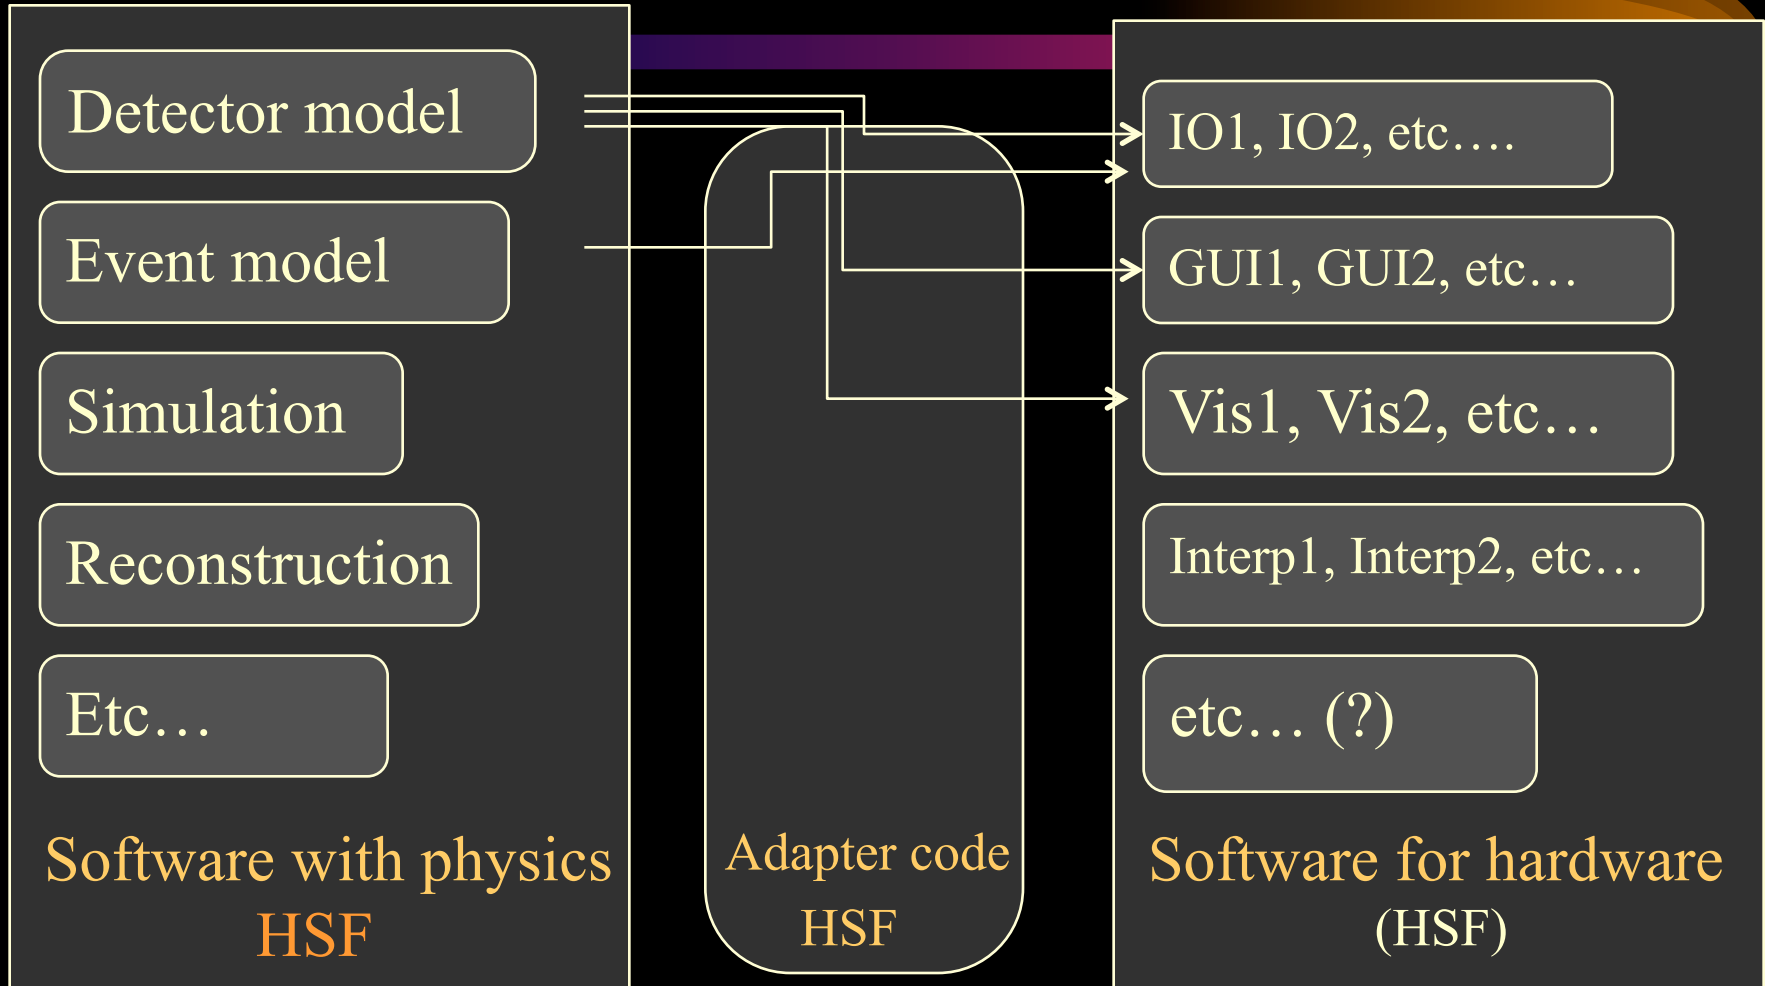 Detector model
Event model
Simulation
Reconstruction
Etc…
Software with physics
HSF
Adapter code
HSF
IO1, IO2, etc….
GUI1, GUI2, etc…
Vis1, Vis2, etc…
Interp1, Interp2, etc…
etc… (?)
Software for hardware
(HSF)